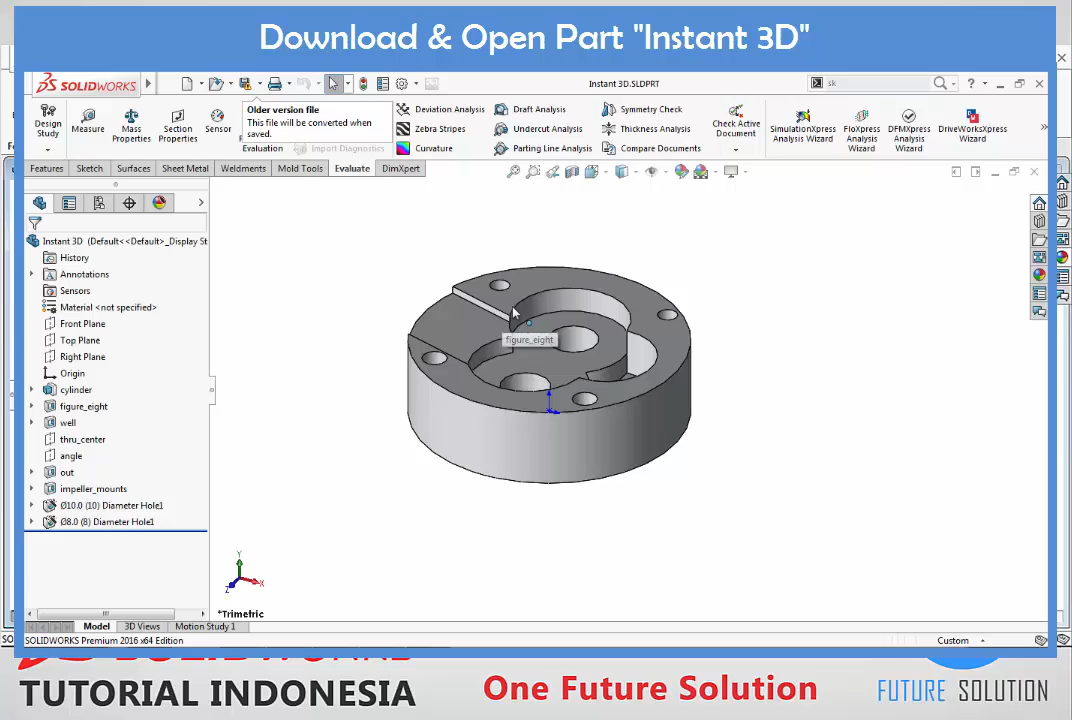 Download & Open Part "Instant 3D"
SOLIDWORKS
Instant 3D.SLDPRT
sk
Design Study
Measure
Mass Properties
Section Properties
Sensor
Older version file
This file will be converted when saved.
Evaluation
Import Diagnostics
Deviation Analysis
Zebra Stripes
Curvature
Draft Analysis
Undercut Analysis
Parting Line Analysis
Symmetry Check
Thickness Analysis
Compare Documents
Check Active Document
SimulationXpress Analysis Wizard
FloXpress Analysis Wizard
DFMXpress Analysis Wizard
DriveWorksXpress Wizard
Features
Sketch
Surfaces
Sheet Metal
Weldments
Mold Tools
Evaluate
DimXpert
Instant 3D (Default<<Default>_Display St
History
Annotations
Sensors
Material <not specified>
Front Plane
Top Plane
Right Plane
Origin
cylinder
figure_eight
well
thru_center
angle
out
impeller_mounts
Ø10.0 (10) Diameter Hole1
Ø8.0 (8) Diameter Hole1
figure_eight
Y
X
Z
*Trimetric
Model
3D Views
Motion Study 1
SOLIDWORKS Premium 2016 x64 Edition
Custom
TUTORIAL INDONESIA
One Future Solution
FUTURE SOLUTION